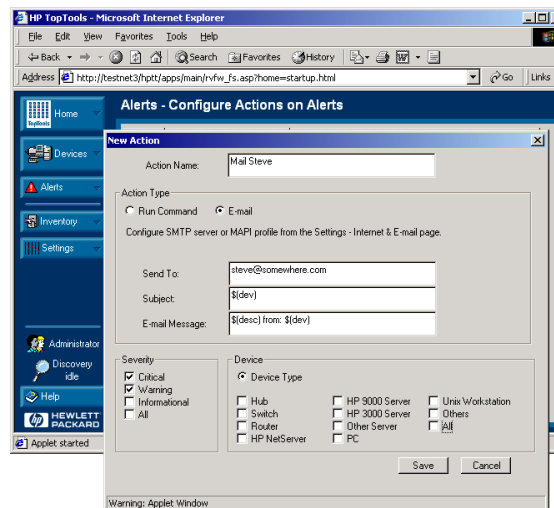 HP TopTools - Microsoft Internet Explorer
File Edit View Favorites Tools Help
Back Search Favorites History
Address http://testnet3/hptt/apps/main/rvfw_fs.asp?home=startup.html Go Links
TopTools Home
Devices
Alerts
Inventory
Settings
Administrator
Discovery
idle
Help
hp HEWLETT
PACKARD
Applet started
Alerts - Configure Actions on Alerts
New Action
Action Name: Mail Steve
Action Type
Run Command E-mail
Configure SMTP server or MAPI profile from the Settings - Internet & E-mail page.
Send To: steve@somewhere.com
Subject: $(dev)
E-mail Message: $(desc) from: $(dev)
Severity
Critical
Warning
Informational
All
Device
Device Type
Hub HP 9000 Server Unix Workstation
Switch HP 3000 Server Others
Router Other Server All
HP NetServer PC
Save Cancel
Warning: Applet Window